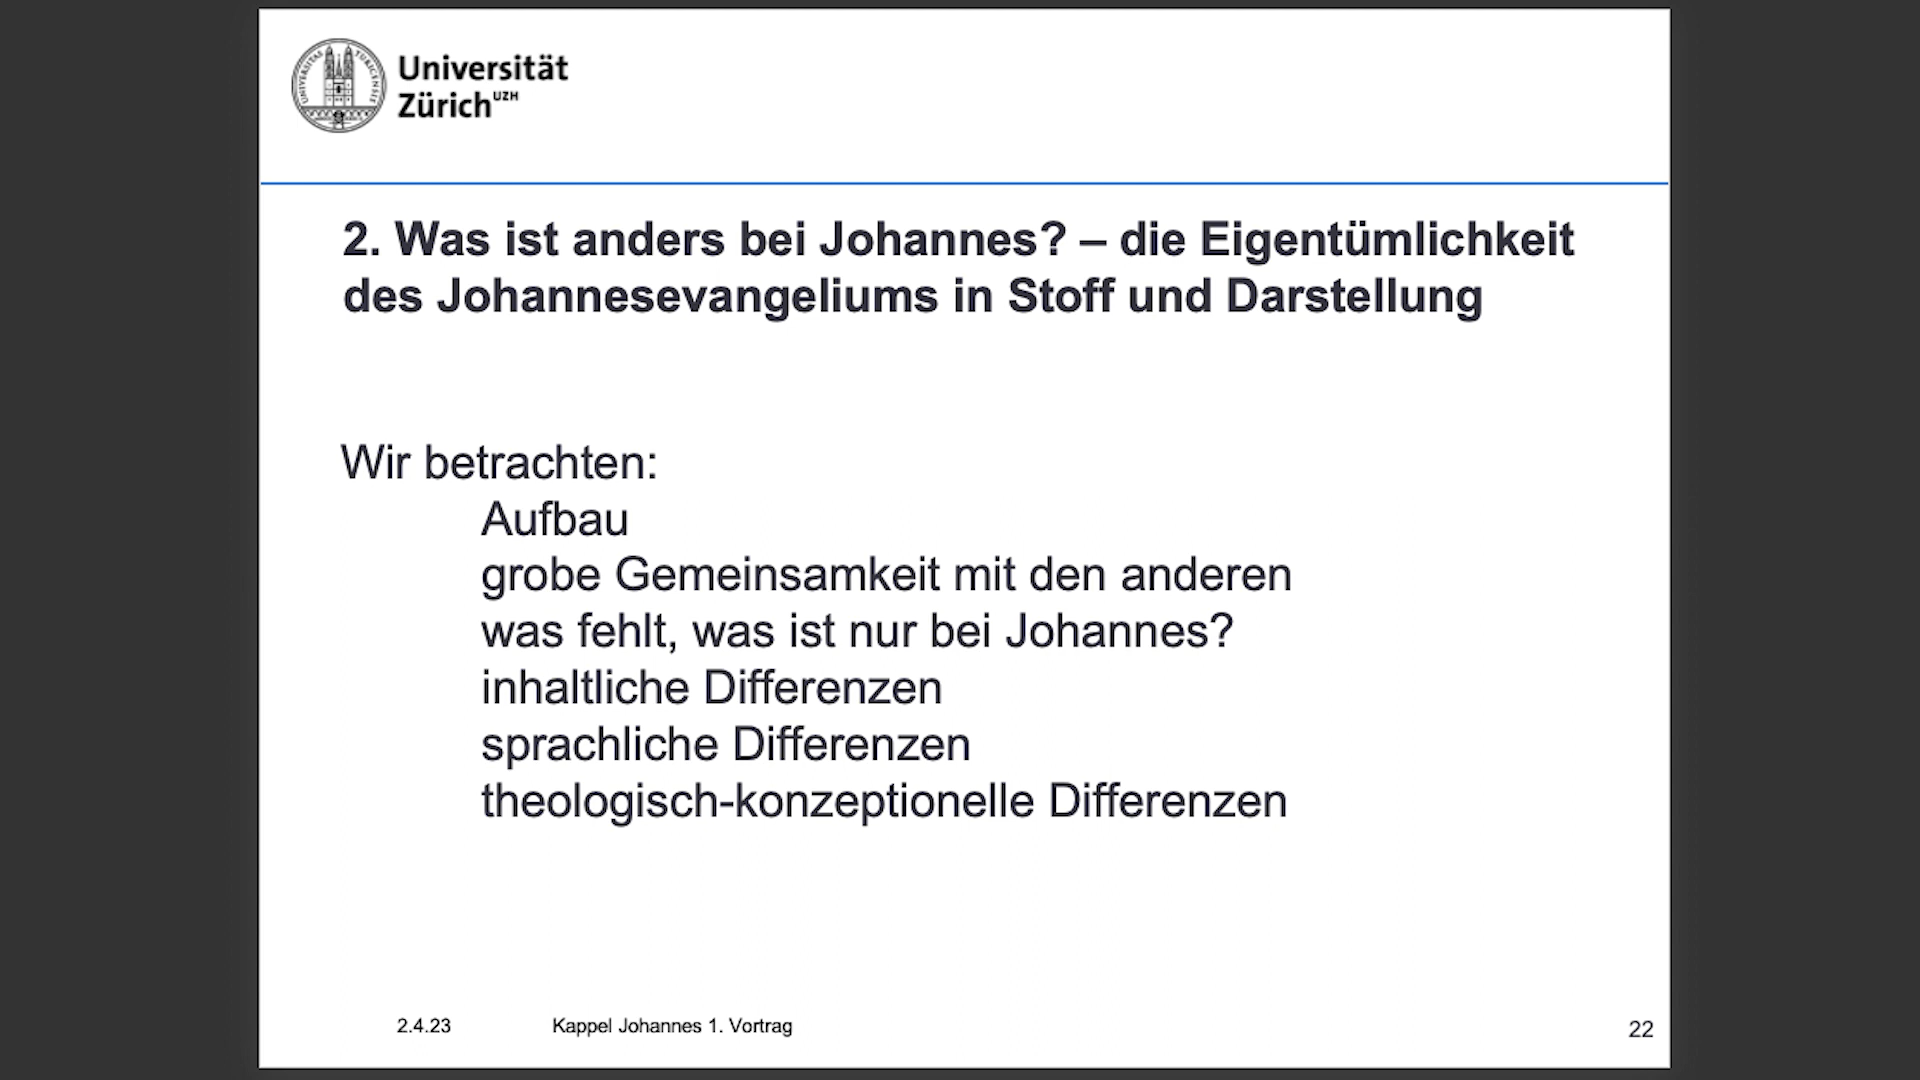 Universität
Zürich UZH
2. Was ist anders bei Johannes? – die Eigentümlichkeit
des Johannesevangeliums in Stoff und Darstellung
Wir betrachten:
Aufbau
grobe Gemeinsamkeit mit den anderen
was fehlt, was ist nur bei Johannes?
inhaltliche Differenzen
sprachliche Differenzen
theologisch-konzeptionelle Differenzen
2.4.23 Kappel Johannes 1. Vortrag 22